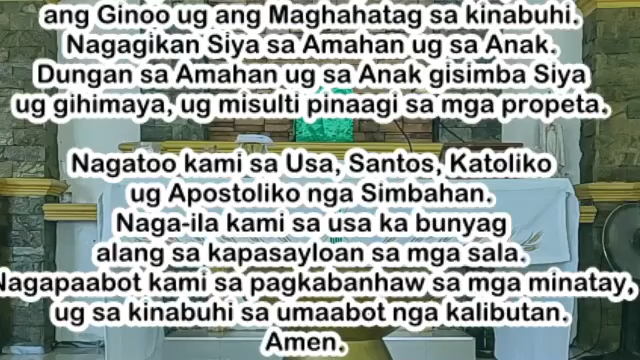 ang Ginoo ug ang Maghahatag sa kinabuhi.
Nagagikan Siya sa Amahan ug sa Anak.
Dungan sa Amahan ug sa Anak gisimba Siya
ug gihimaya, ug misulti pinaagi sa mga propeta.
Nagatoo kami sa Usa, Santos, Katoliko
ug Apostoliko nga Simbahan.
Naga-ila kami sa usa ka bunyag
alang sa kapasayloan sa mga sala.
Nagapaabot kami sa pagkabanhaw sa mga minatay,
ug sa kinabuhi sa umaabot nga kalibutan.
Amen.